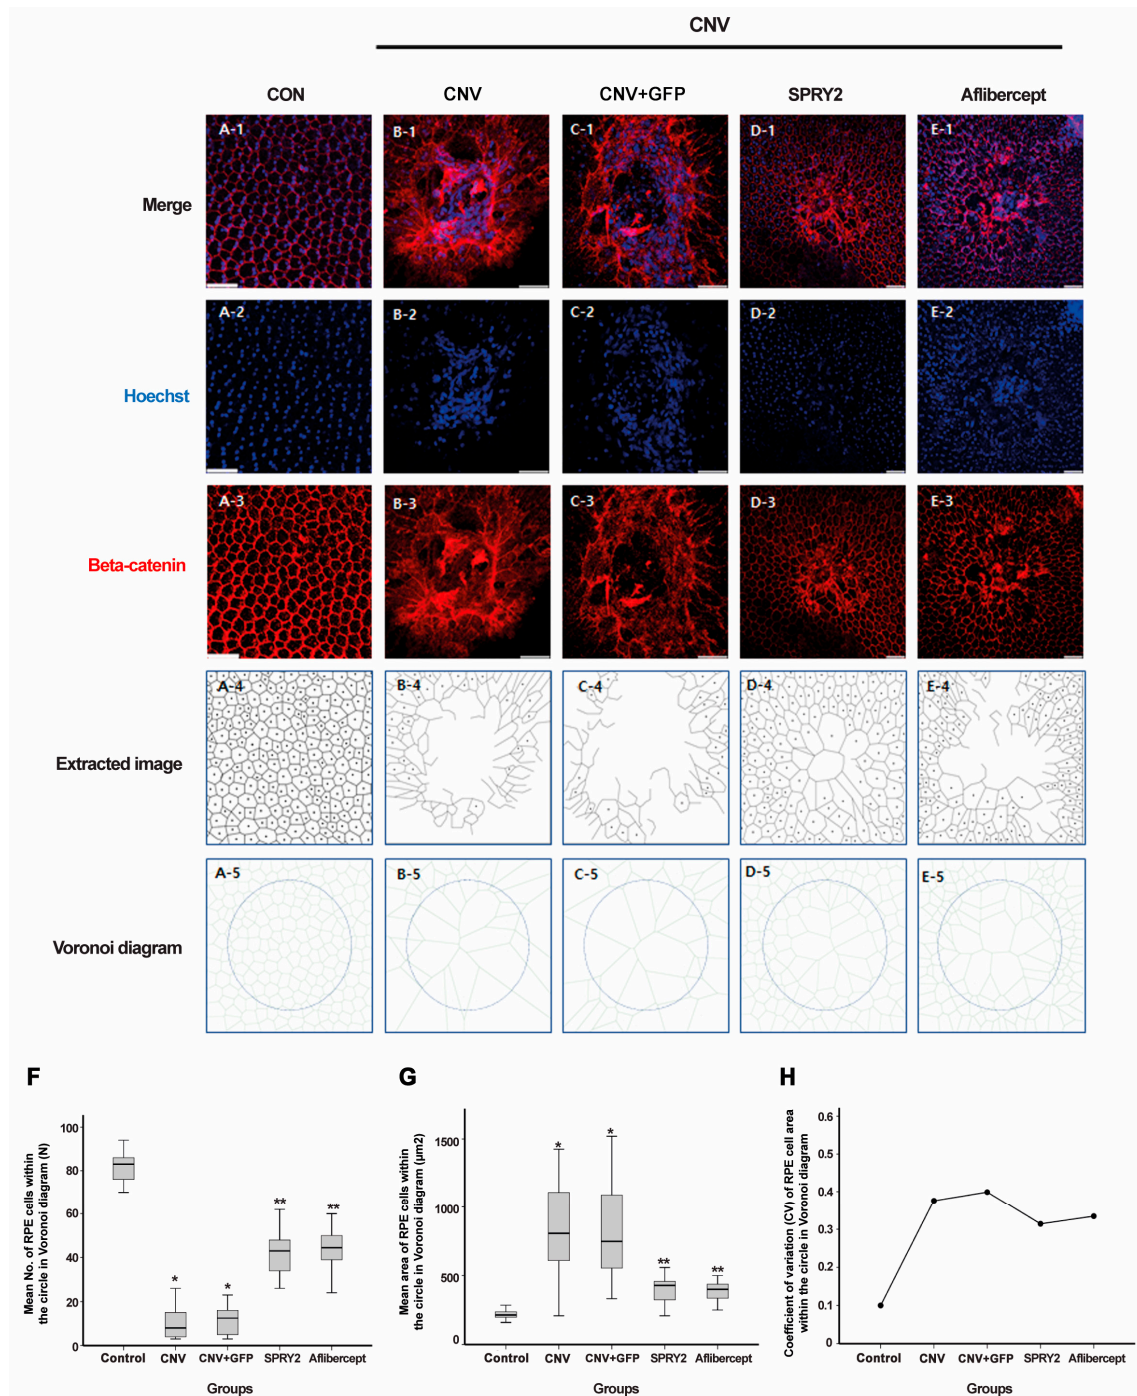 CNV
CON CNV CNV+GFP SPRY2 Aflibercept
Merge
A-1 B-1 C-1 D-1 E-1
Hoechst
A-2 B-2 C-2 D-2 E-2
Beta-catenin
A-3 B-3 C-3 D-3 E-3
Extracted image
A-4 B-4 C-4 D-4 E-4
Voronoi diagram
A-5 B-5 C-5 D-5 E-5
F
Mean No. of RPE cells within
the circle in Voronoi diagram (N)
100
80
60
40
20
0
* * ** **
Control CNV CNV+GFP SPRY2 Aflibercept
Groups
G
Mean area of RPE cells within
the circle in Voronoi diagram (µm2)
1500
1000
500
0
* * ** **
Control CNV CNV+GFP SPRY2 Aflibercept
Groups
H
Coefficient of variation (CV) of RPE cell area
within the circle in Voronoi diagram
0.6
0.5
0.4
0.3
0.2
0.1
0
Control CNV CNV+GFP SPRY2 Aflibercept
Groups